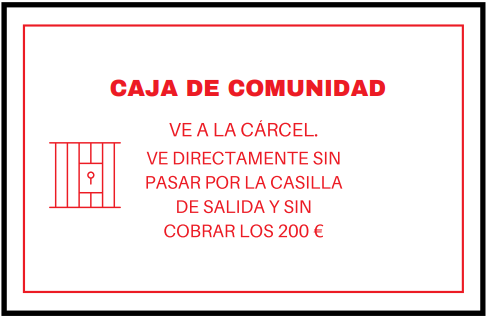 CAJA DE COMUNIDAD
VE A LA CÁRCEL.
VE DIRECTAMENTE SIN
PASAR POR LA CASILLA
DE SALIDA Y SIN
COBRAR LOS 200 €